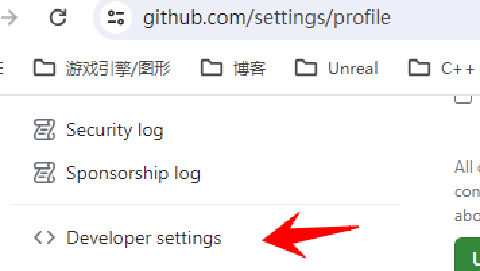 github.com/settings/profile
游戏引擎/图形 博客 Unreal C++
Security log
Sponsorship log
All
con
abo
Developer settings